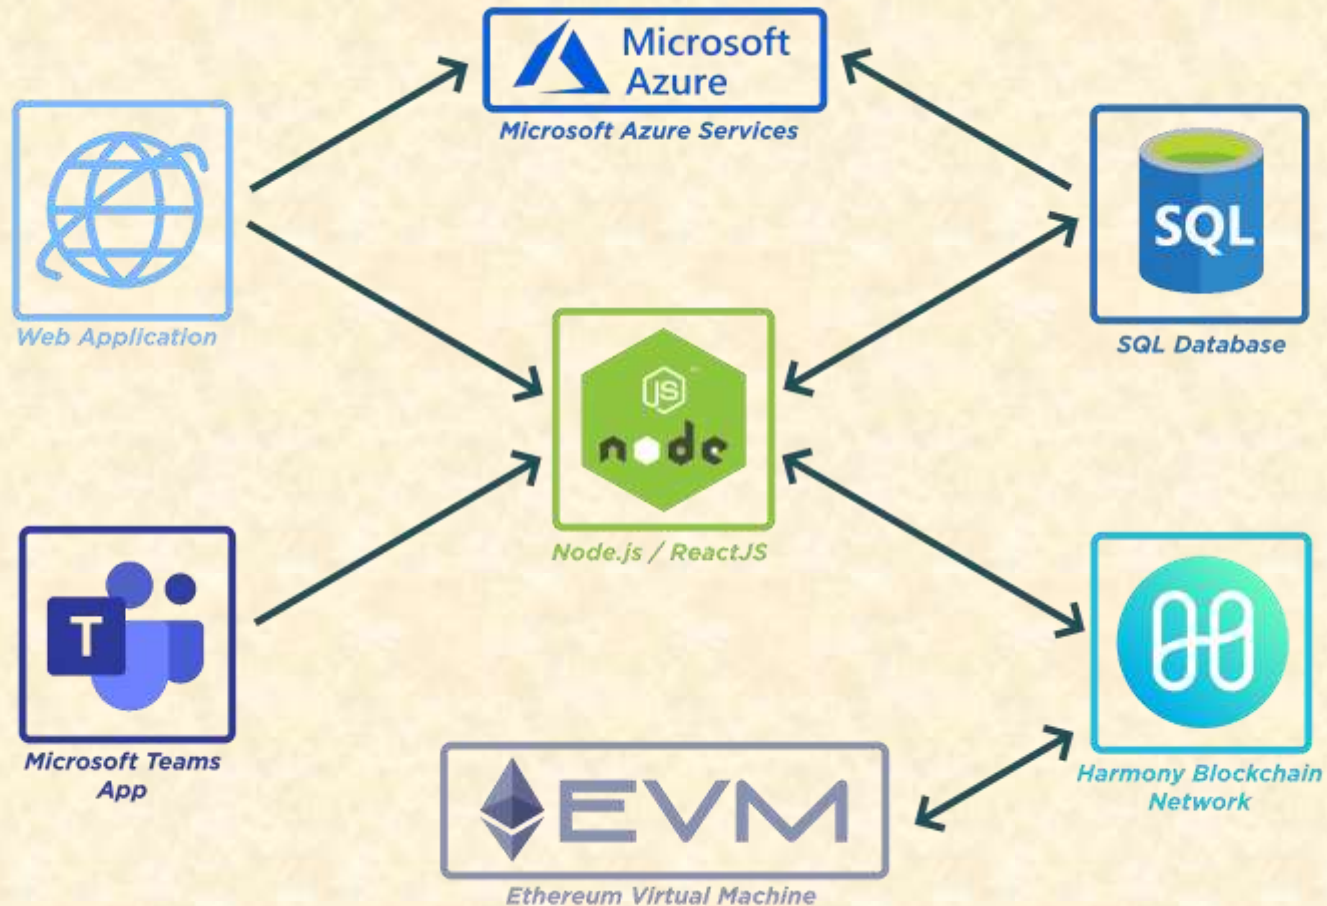 Microsoft
Azure
Microsoft Azure Services
Web Application
SQL
SQL Database
JS
node
Node.js / ReactJS
T
Microsoft Teams
App
Harmony Blockchain
Network
EVM
Ethereum Virtual Machine